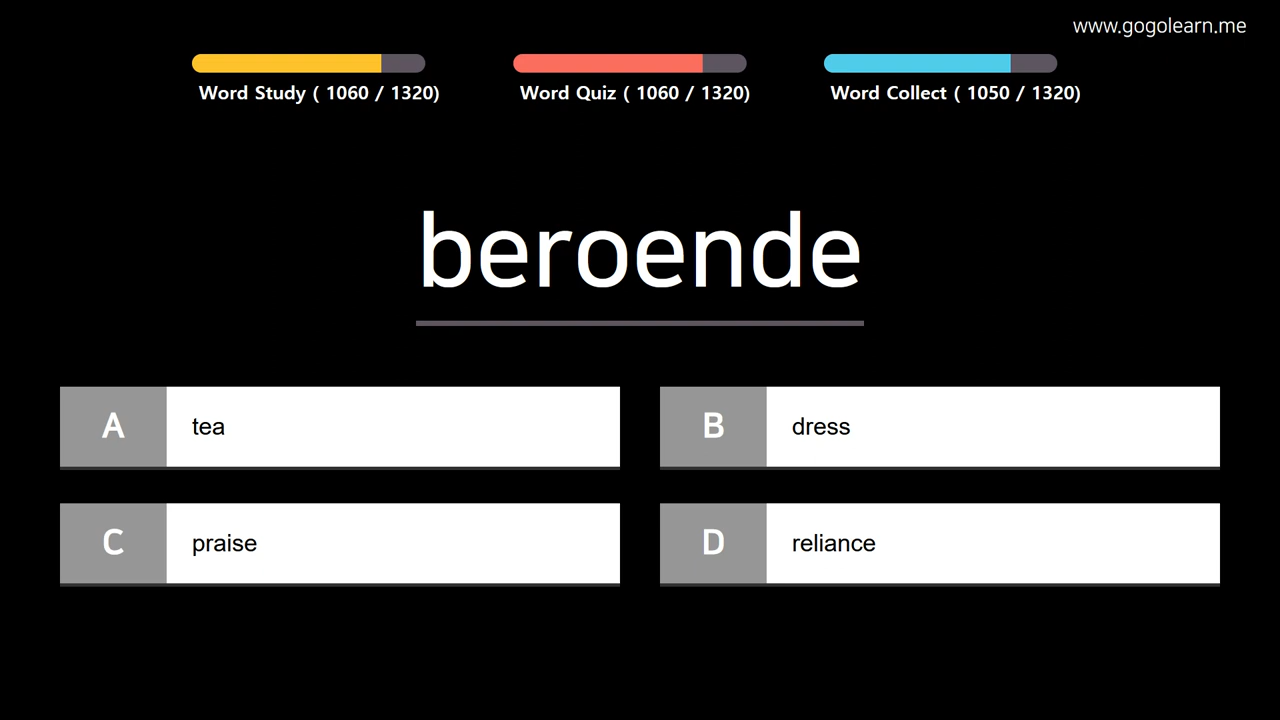 www.gogolearn.me
Word Study ( 1060 / 1320)
Word Quiz ( 1060 / 1320)
Word Collect ( 1050 / 1320)
beroende
A tea
B dress
C praise
D reliance